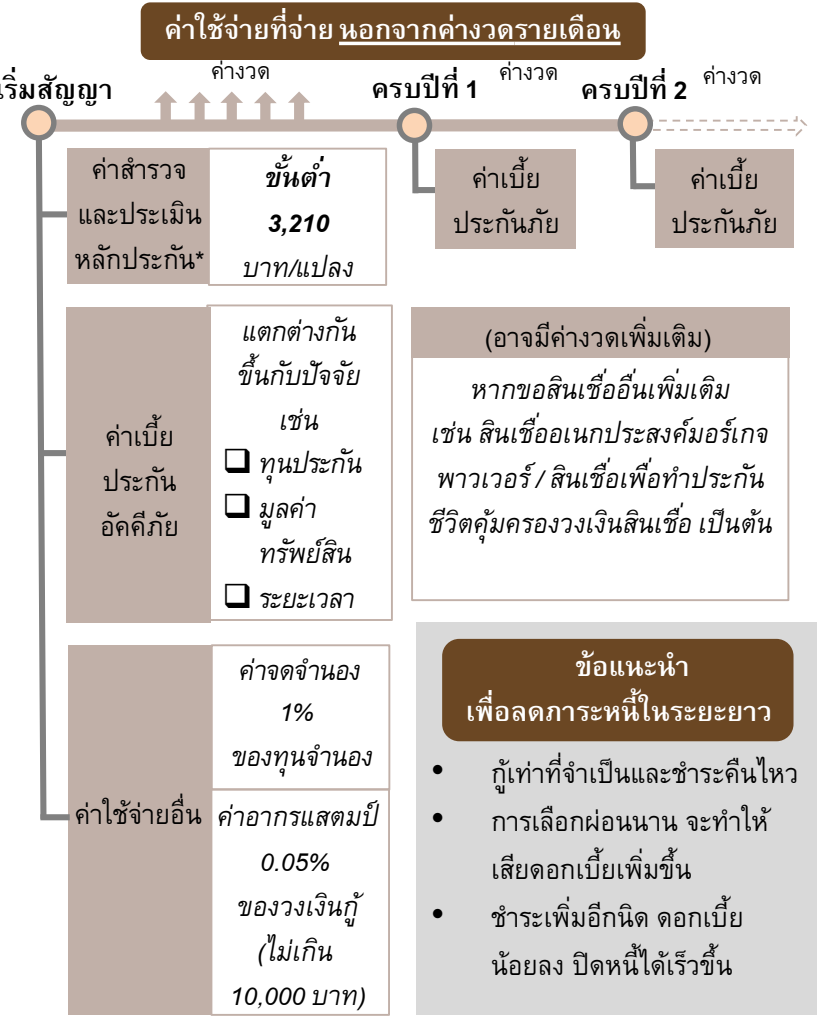 ค่าใช้จ่ายที่จ่าย นอกจากค่างวดรายเดือน
เริ่มสัญญา
ค่างวด
ครบปีที่ 1
ค่างวด
ครบปีที่ 2
ค่างวด
ค่าสำรวจ
และประเมิน
หลักประกัน*
ขั้นต่ำ
3,210
บาท/แปลง
ค่าเบี้ย
ประกันภัย
ค่าเบี้ย
ประกันภัย
ค่าเบี้ย
ประกัน
อัคคีภัย
แตกต่างกัน
ขึ้นกับปัจจัย
เช่น
❑ ทุนประกัน
❑ มูลค่า
ทรัพย์สิน
❑ ระยะเวลา
(อาจมีค่างวดเพิ่มเติม)
หากขอสินเชื่ออื่นเพิ่มเติม
เช่น สินเชื่ออเนกประสงค์มอร์เกจ
พาวเวอร์ / สินเชื่อเพื่อทำประกัน
ชีวิตคุ้มครองวงเงินสินเชื่อ เป็นต้น
ค่าใช้จ่ายอื่น
ค่าจดจำนอง
1%
ของทุนจำนอง
ค่าอากรแสตมป์
0.05%
ของวงเงินกู้
(ไม่เกิน
10,000 บาท)
ข้อแนะนำ
เพื่อลดภาระหนี้ในระยะยาว
• กู้เท่าที่จำเป็นและชำระคืนไหว
• การเลือกผ่อนนาน จะทำให้
เสียดอกเบี้ยเพิ่มขึ้น
• ชำระเพิ่มอีกนิด ดอกเบี้ย
น้อยลง ปิดหนี้ได้เร็วขึ้น